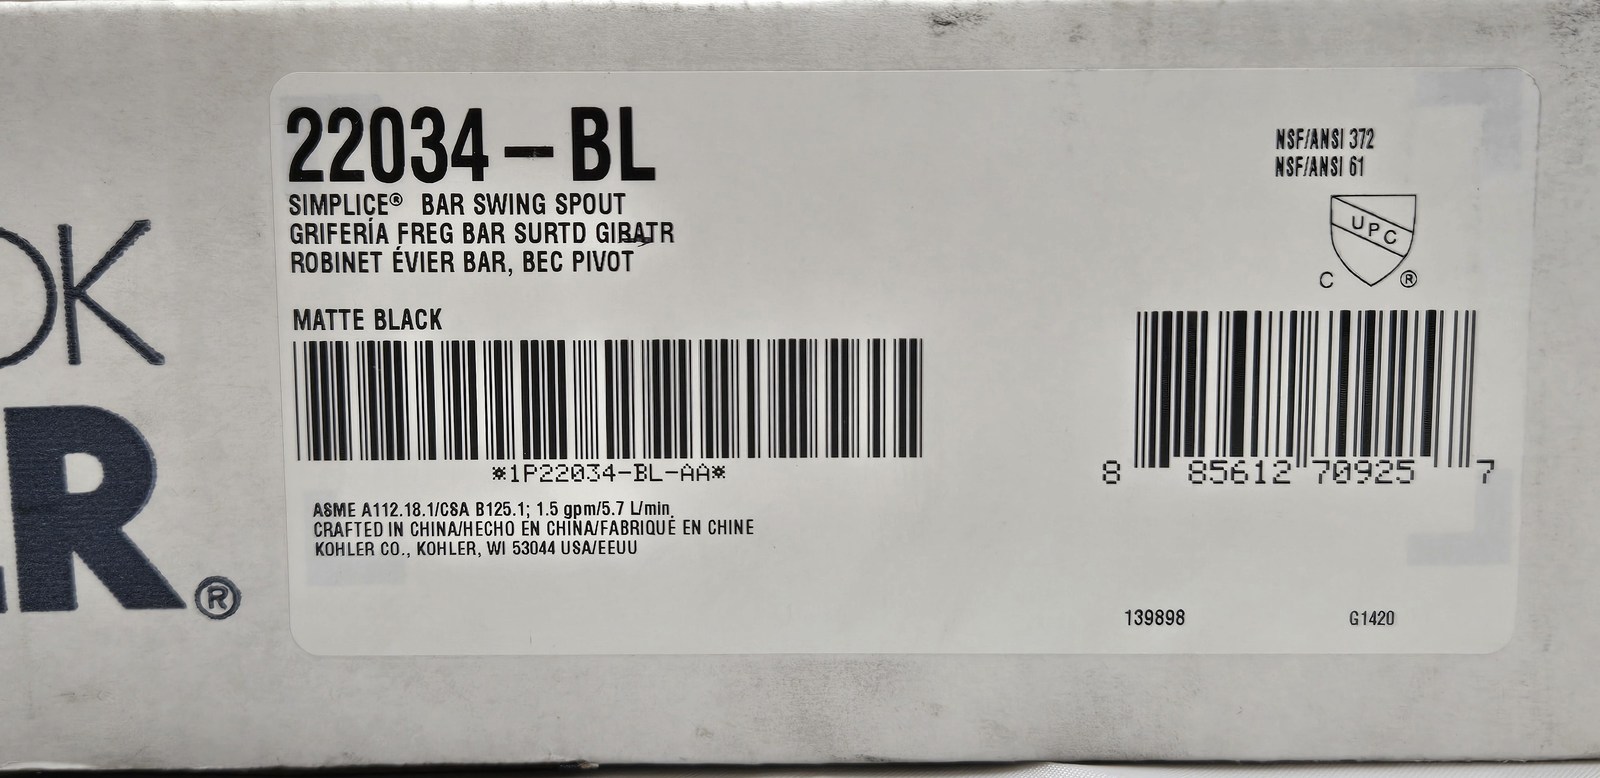 22034-BL
SIMPLICE® BAR SWING SPOUT
GRIFERÍA FREG BAR SURTD GIRATR
ROBINET ÉVIER BAR, BEC PIVOT
MATTE BLACK
*1P22034-BL-AA*
ASME A112.18.1/CSA B125.1; 1.5 gpm/5.7 L/min.
CRAFTED IN CHINA/HECHO EN CHINA/FABRIQUÉ EN CHINE
KOHLER CO., KOHLER, WI 53044 USA/EEUU
NSF/ANSI 372
NSF/ANSI 61
UPC
C ®
8 85612 70925 7
139898 G1420
OK
ER®